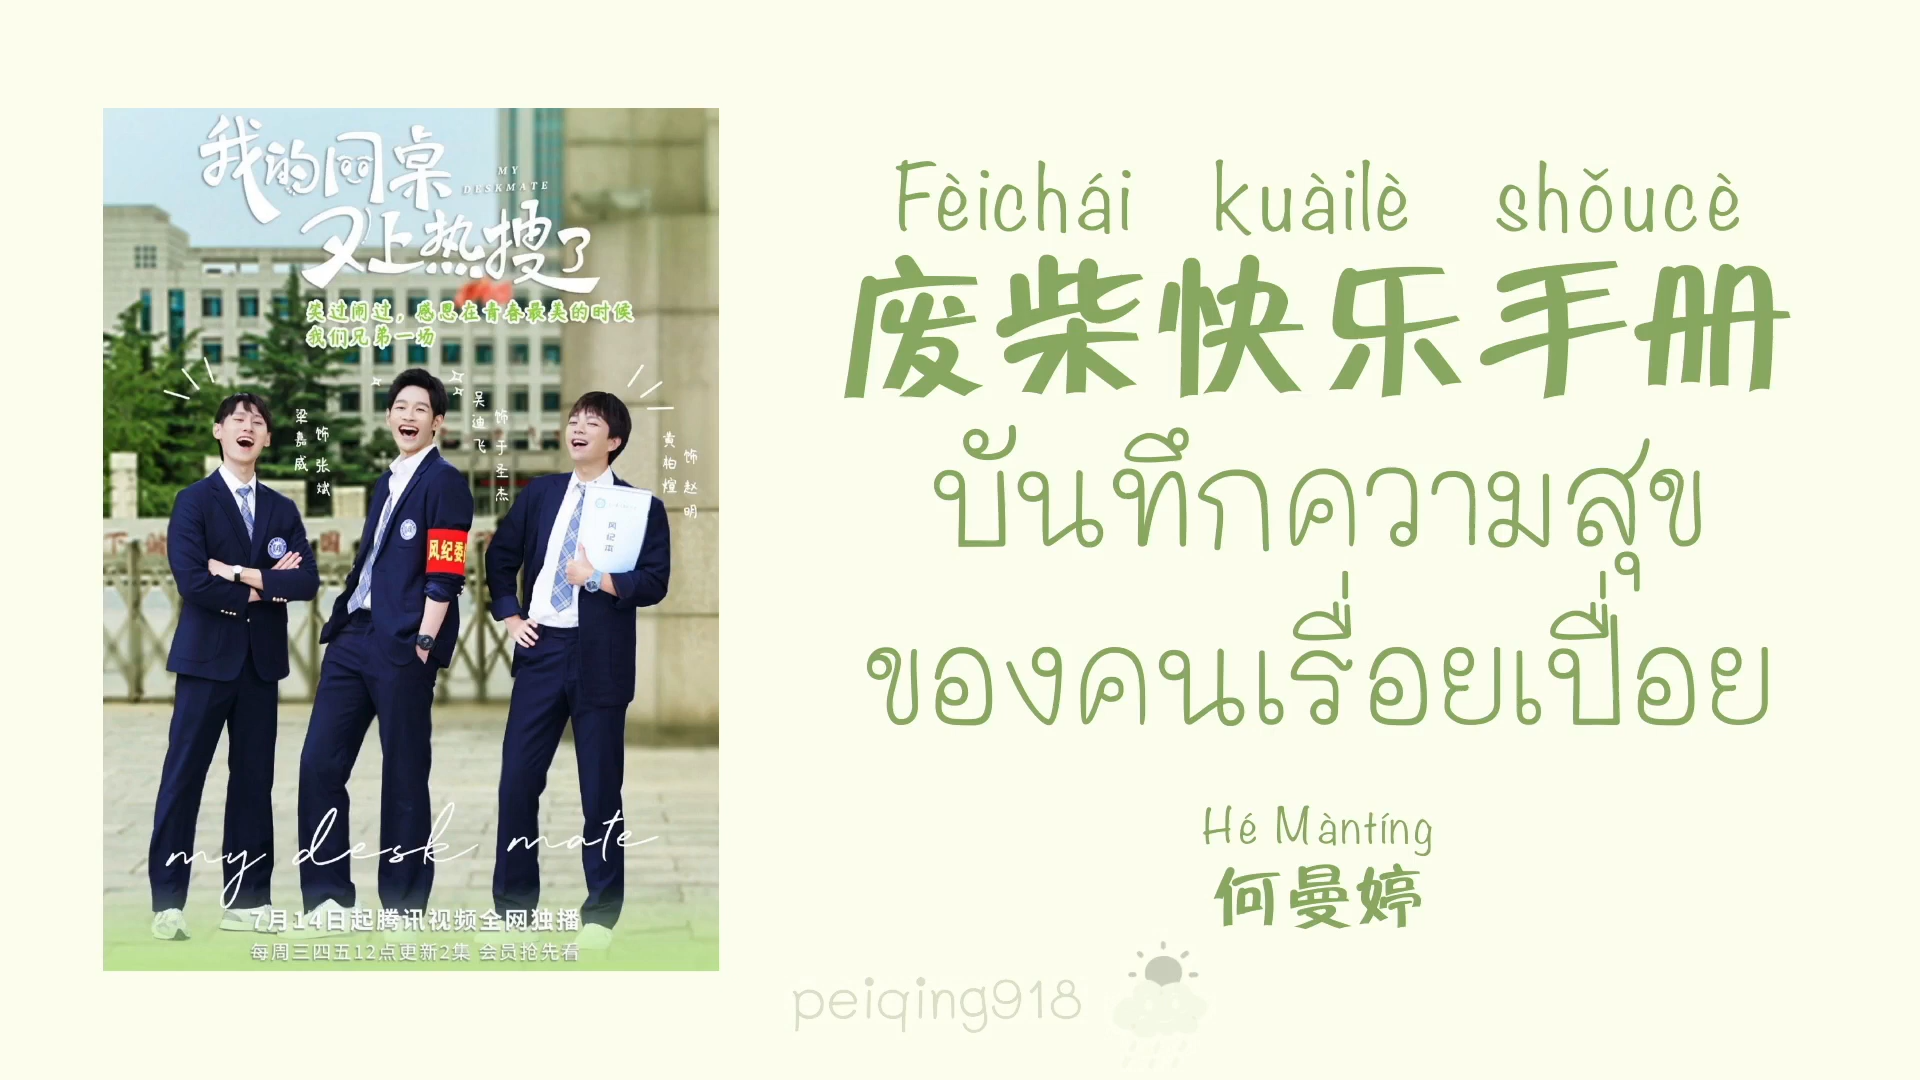 我的同桌
MY
DESKMATE
又上热搜了
笑过闹过，感恩在青春最美的时候
我们兄弟一场
梁嘉威
饰 张斌
吴迪飞
饰 于圣杰
黄柏煊
饰 赵明
风纪委
风纪本
my desk mate
7月14日起腾讯视频全网独播
每周三四五12点更新2集 会员抢先看
Fèichái kuàilè shǒucè
废柴快乐手册
บันทึกความสุข
ของคนเรื่อยเปื่อย
Hé Màntíng
何曼婷
peiqing918